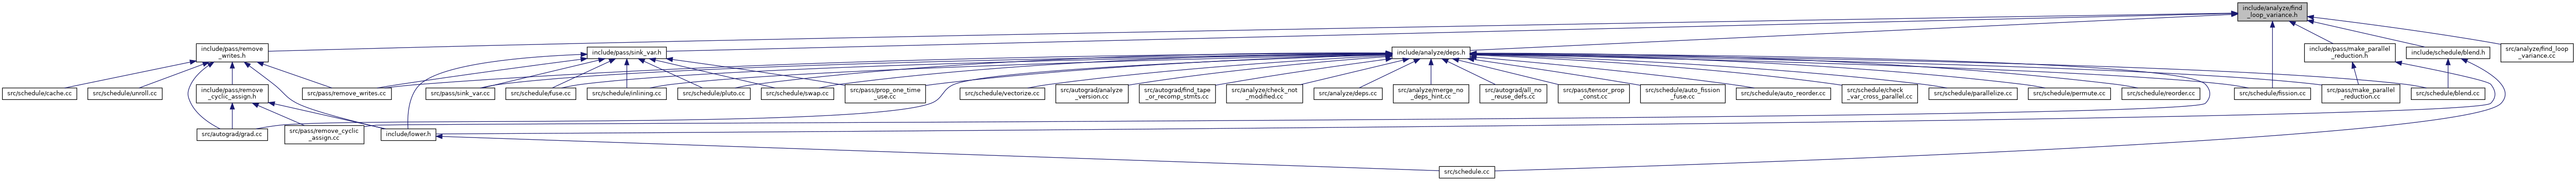 include/analyze/find
_loop_variance.h
include/pass/remove
_writes.h
include/pass/sink_var.h
include/analyze/deps.h
include/pass/make_parallel
_reduction.h
include/schedule/blend.h
src/analyze/find_loop
_variance.cc
src/schedule/cache.cc
src/schedule/unroll.cc
include/pass/remove
_cyclic_assign.h
src/pass/remove_writes.cc
src/pass/sink_var.cc
src/schedule/fuse.cc
src/schedule/inlining.cc
src/schedule/pluto.cc
src/schedule/swap.cc
src/pass/prop_one_time
_use.cc
src/schedule/vectorize.cc
src/autograd/analyze
_version.cc
src/autograd/find_tape
_or_recomp_stmts.cc
src/analyze/check_not
_modified.cc
src/analyze/deps.cc
src/analyze/merge_no
_deps_hint.cc
src/autograd/all_no
_reuse_defs.cc
src/pass/tensor_prop
_const.cc
src/schedule/auto_fission
_fuse.cc
src/schedule/auto_reorder.cc
src/schedule/check
_var_cross_parallel.cc
src/schedule/parallelize.cc
src/schedule/permute.cc
src/schedule/reorder.cc
src/schedule/fission.cc
src/pass/make_parallel
_reduction.cc
src/schedule/blend.cc
src/autograd/grad.cc
src/pass/remove_cyclic
_assign.cc
include/lower.h
src/schedule.cc